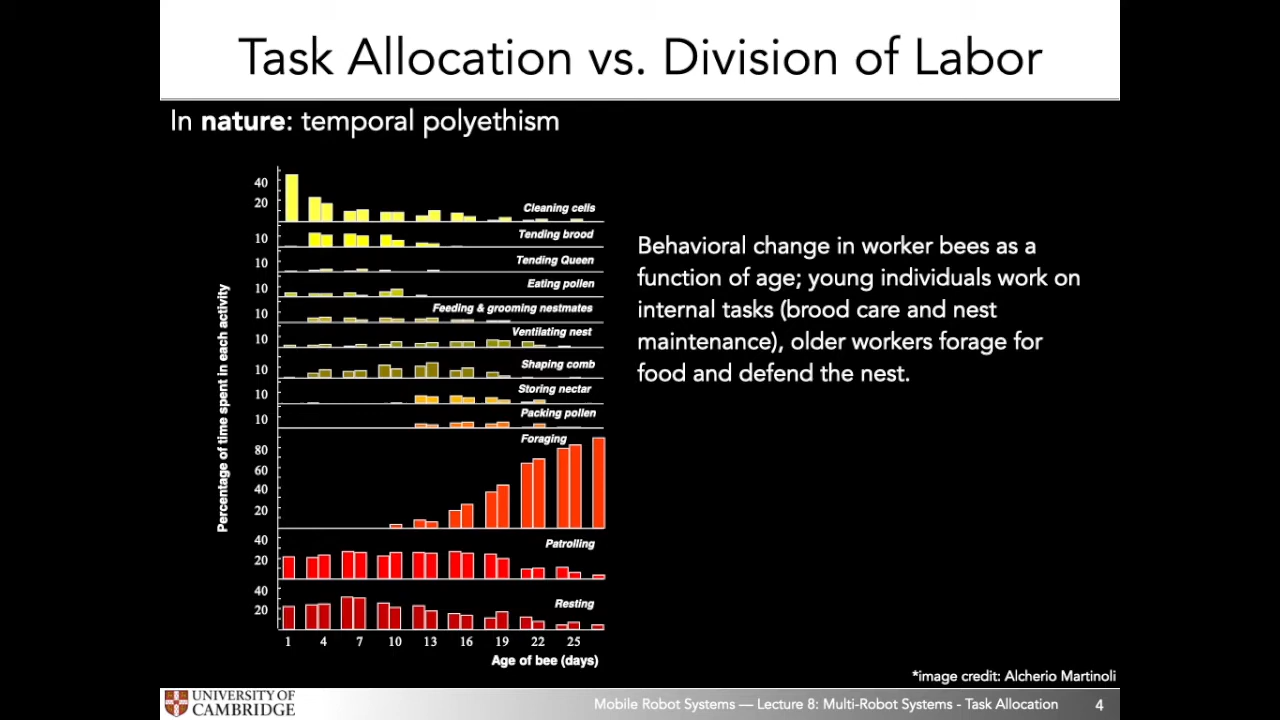 Task Allocation vs. Division of Labor
In nature: temporal polyethism
Percentage of time spent in each activity
40
20
Cleaning cells
10
Tending brood
10
Tending Queen
10
Eating pollen
10
Feeding & grooming nestmates
10
Ventilating nest
10
Shaping comb
10
Storing nectar
10
Packing pollen
Foraging
80
60
40
20
40
20
Patrolling
40
20
Resting
1 4 7 10 13 16 19 22 25
Age of bee (days)
Behavioral change in worker bees as a
function of age; young individuals work on
internal tasks (brood care and nest
maintenance), older workers forage for
food and defend the nest.
*image credit: Alcherio Martinoli
UNIVERSITY OF
CAMBRIDGE
Mobile Robot Systems — Lecture 8: Multi-Robot Systems - Task Allocation 4